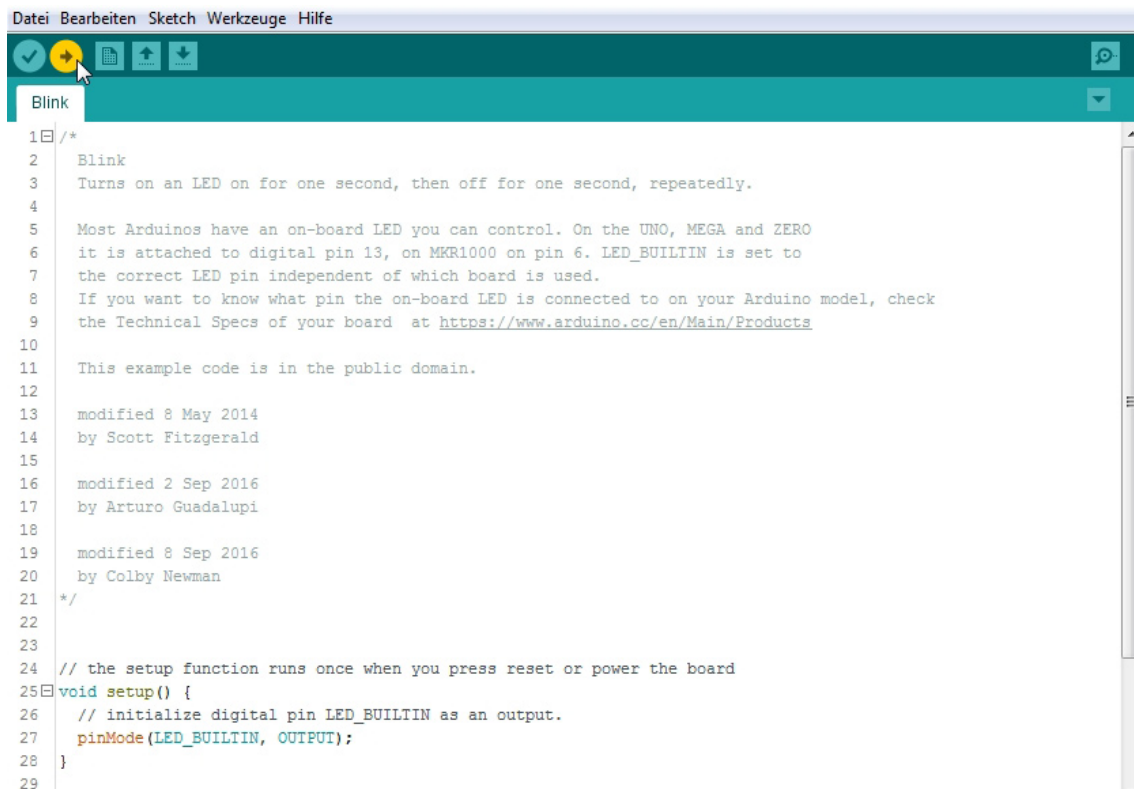 Datei Bearbeiten Sketch Werkzeuge Hilfe
Blink
1 /*
2 Blink
3 Turns on an LED on for one second, then off for one second, repeatedly.
4
5 Most Arduinos have an on-board LED you can control. On the UNO, MEGA and ZERO
6 it is attached to digital pin 13, on MKR1000 on pin 6. LED_BUILTIN is set to
7 the correct LED pin independent of which board is used.
8 If you want to know what pin the on-board LED is connected to on your Arduino model, check
9 the Technical Specs of your board  at https://www.arduino.cc/en/Main/Products
10
11 This example code is in the public domain.
12
13 modified 8 May 2014
14 by Scott Fitzgerald
15
16 modified 2 Sep 2016
17 by Arturo Guadalupi
18
19 modified 8 Sep 2016
20 by Colby Newman
21 */
22
23
24 // the setup function runs once when you press reset or power the board
25 void setup() {
26 // initialize digital pin LED_BUILTIN as an output.
27 pinMode(LED_BUILTIN, OUTPUT);
28 }
29